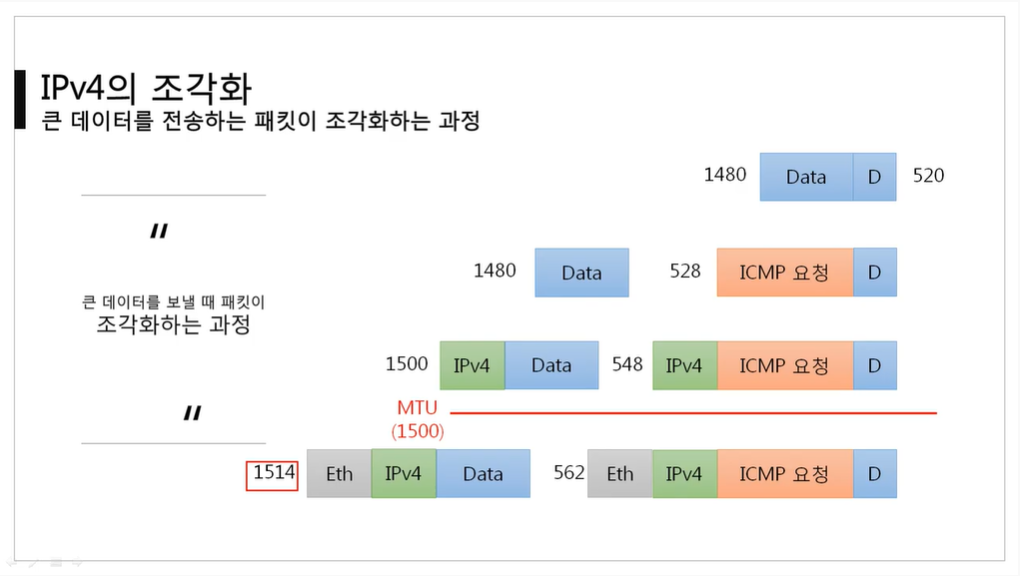 IPv4의 조각화
큰 데이터를 전송하는 패킷이 조각화하는 과정
1480 Data D 520
〃
1480 Data 528 ICMP 요청 D
큰 데이터를 보낼 때 패킷이
조각화하는 과정
1500 IPv4 Data 548 IPv4 ICMP 요청 D
〃
MTU
(1500)
1514 Eth IPv4 Data 562 Eth IPv4 ICMP 요청 D